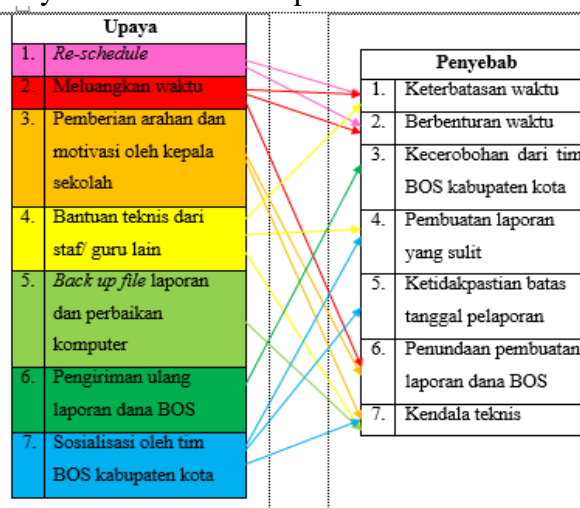 Upaya
1. Re-schedule
2. Meluangkan waktu
3. Pemberian arahan dan
motivasi oleh kepala
sekolah
4. Bantuan teknis dari
staf/ guru lain
5. Back up file laporan
dan perbaikan
komputer
6. Pengiriman ulang
laporan dana BOS
7. Sosialisasi oleh tim
BOS kabupaten kota
Penyebab
1. Keterbatasan waktu
2. Berbenturan waktu
3. Kecerobohan dari tim
BOS kabupaten kota
4. Pembuatan laporan
yang sulit
5. Ketidakpastian batas
tanggal pelaporan
6. Penundaan pembuatan
laporan dana BOS
7. Kendala teknis